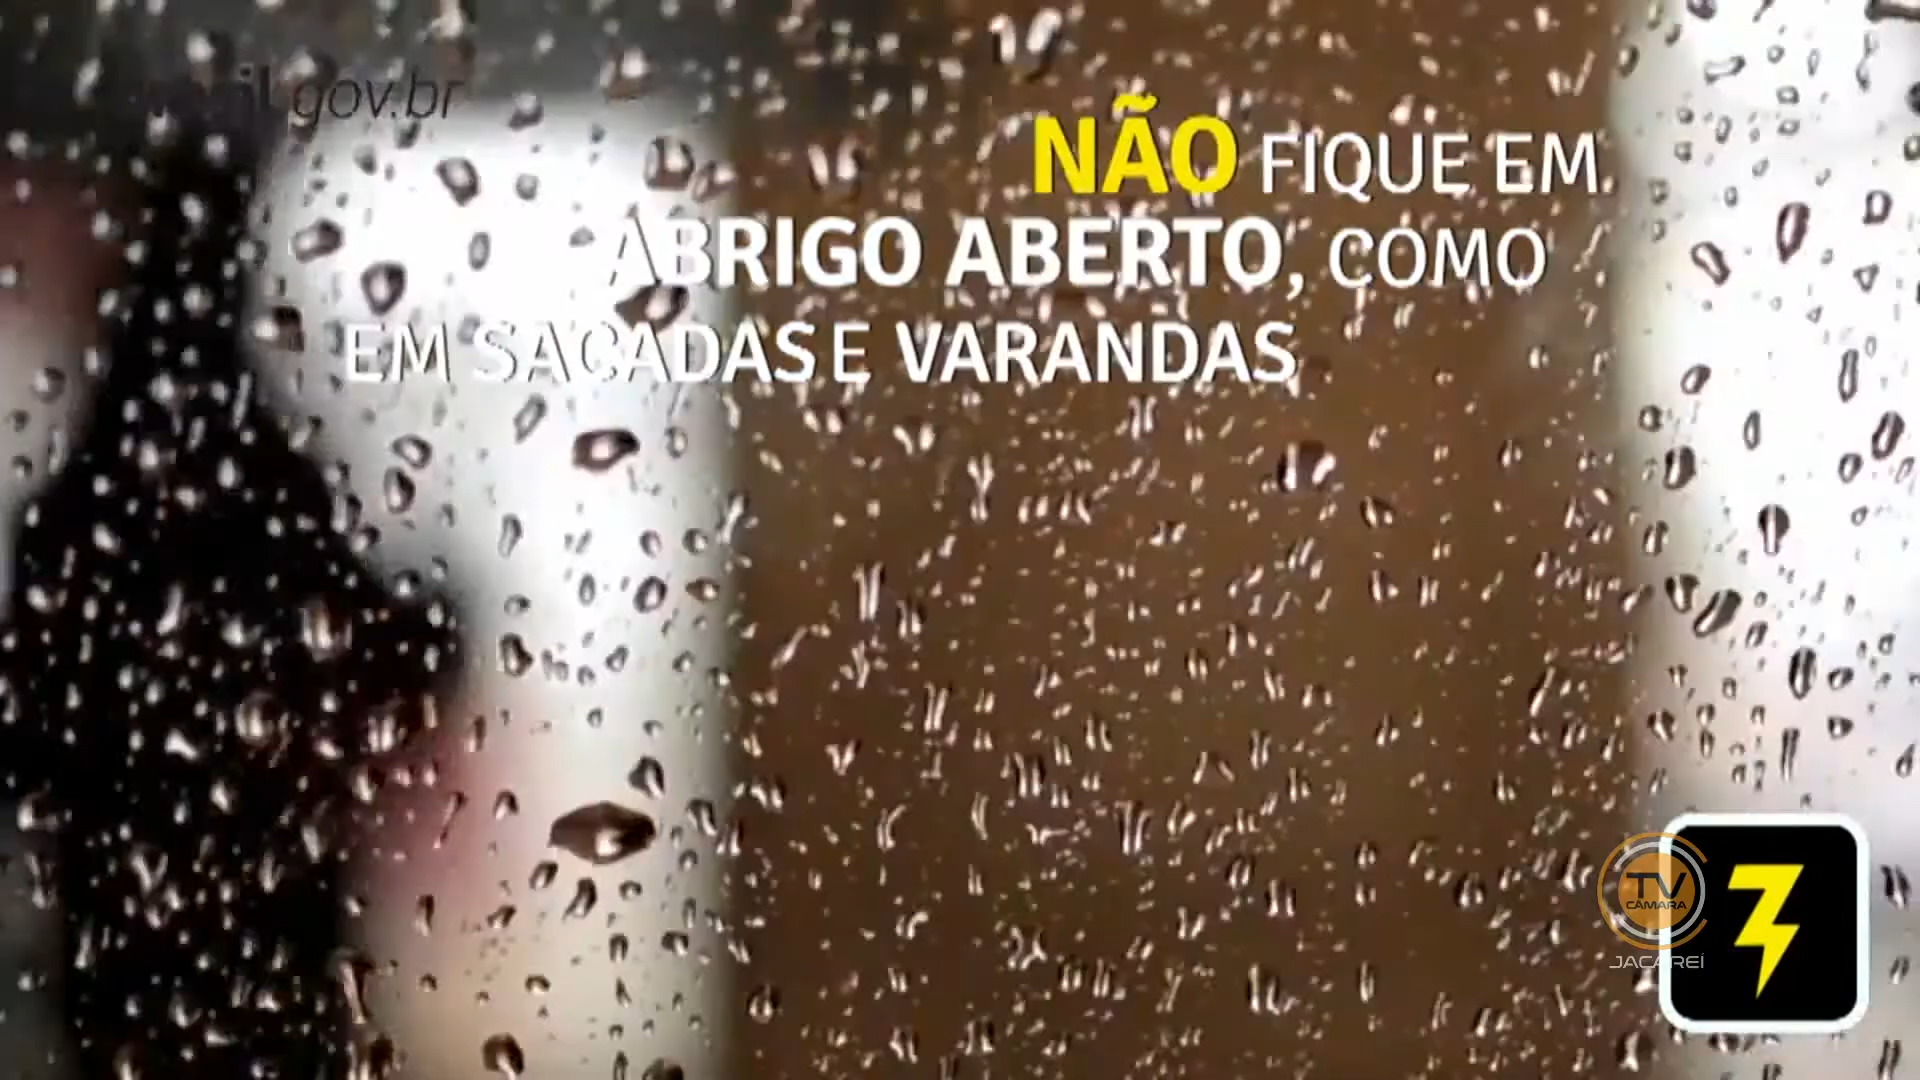 gov.br
NÃO FIQUE EM
ABRIGO ABERTO, COMO
EM SACADAS E VARANDAS
TV
CÂMARA
JACAREÍ